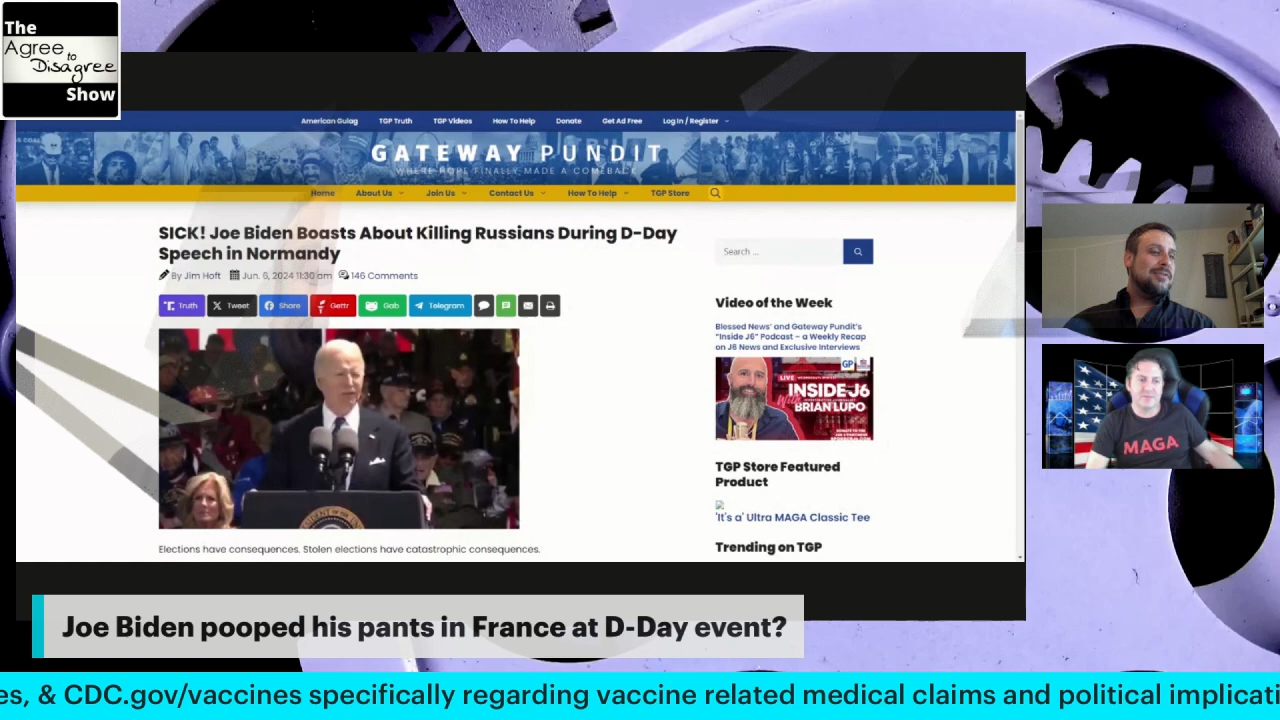 The
Agree
to
Disagree
Show
American Gulag TGP Truth TGP Videos How To Help Donate Get Ad Free Log In / Register
GATEWAY PUNDIT
WHERE HOPE FINALLY MADE A COMEBACK
Home About Us Join Us Contact Us How To Help TGP Store
SICK! Joe Biden Boasts About Killing Russians During D-Day
Speech in Normandy
By Jim Hoft Jun. 6, 2024 11:30 am 146 Comments
Truth Tweet Share Gettr Gab Telegram
Search ...
Video of the Week
Blessed News' and Gateway Pundit's
"Inside J6" Podcast – a Weekly Recap
on J6 News and Exclusive Interviews
GP
LIVE
INSIDE J6
With
BRIAN LUPO
TGP Store Featured
Product
'It's a' Ultra MAGA Classic Tee
Trending on TGP
Elections have consequences. Stolen elections have catastrophic consequences.
MAGA
Joe Biden pooped his pants in France at D-Day event?
es, & CDC.gov/vaccines specifically regarding vaccine related medical claims and political implicati